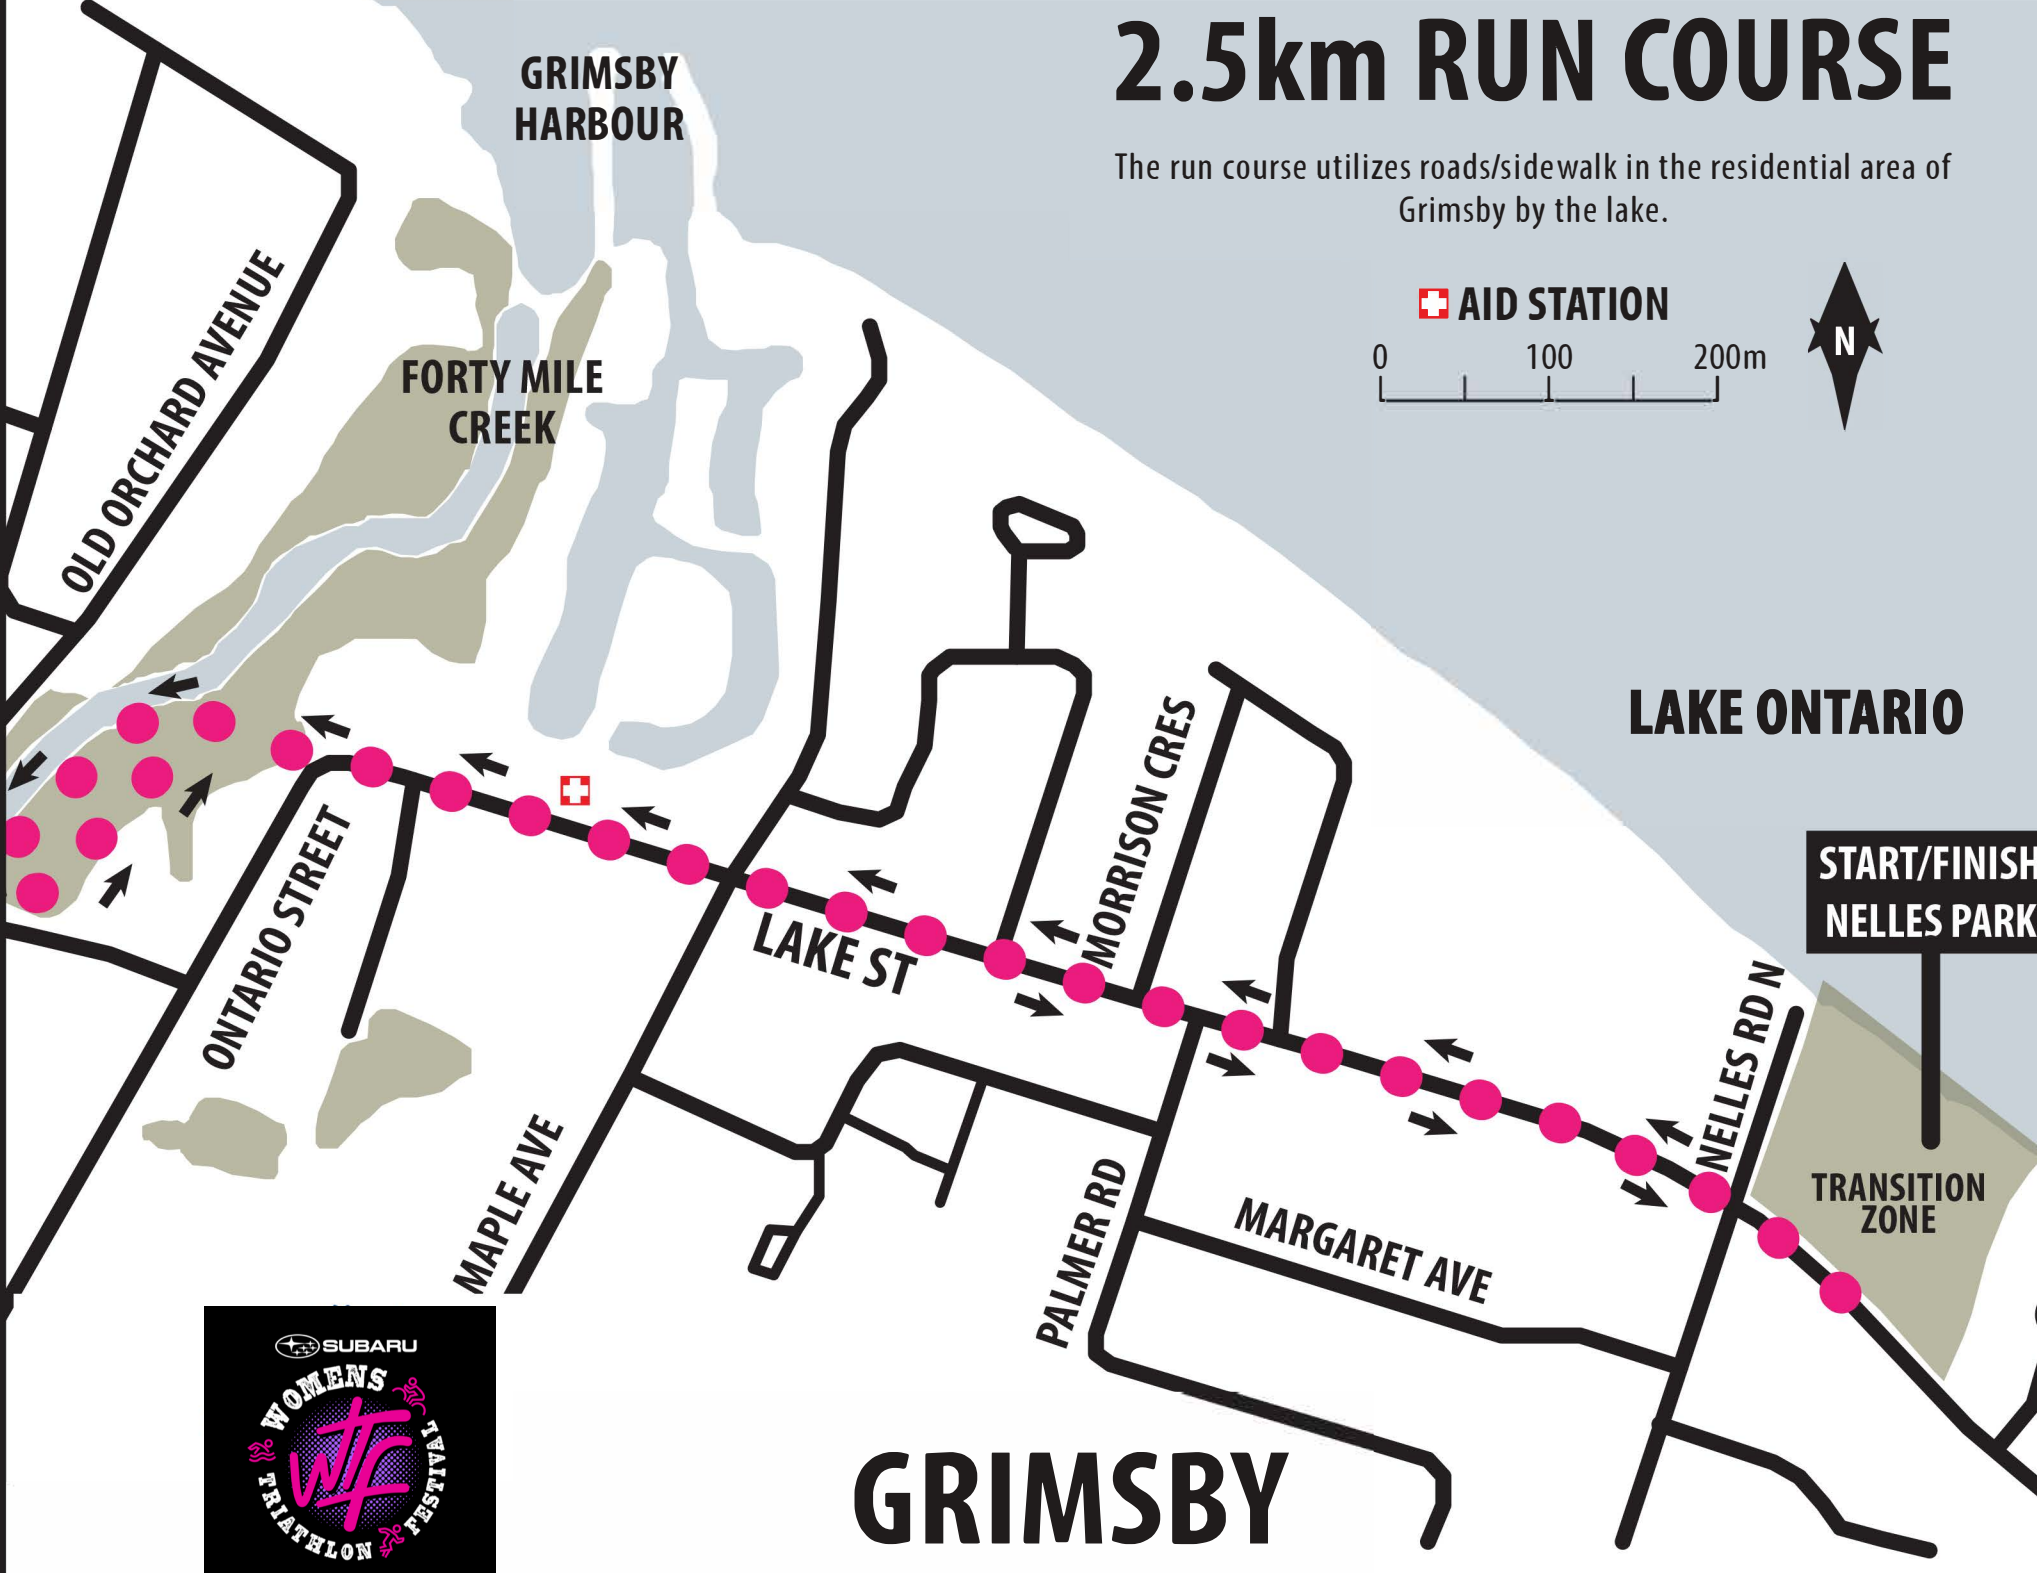 2.5km RUN COURSE
The run course utilizes roads/sidewalk in the residential area of
Grimsby by the lake.
AID STATION
0 100 200m
N
GRIMSBY
HARBOUR
FORTY MILE
CREEK
OLD ORCHARD AVENUE
LAKE ONTARIO
MORRISON CRES
START/FINISH
NELLES PARK
LAKE ST
ONTARIO STREET
NELLES RD N
TRANSITION
ZONE
MAPLE AVE
PALMER RD
MARGARET AVE
GRIMSBY
SUBARU
WOMENS
WTF
TRIATHLON
FESTIVAL